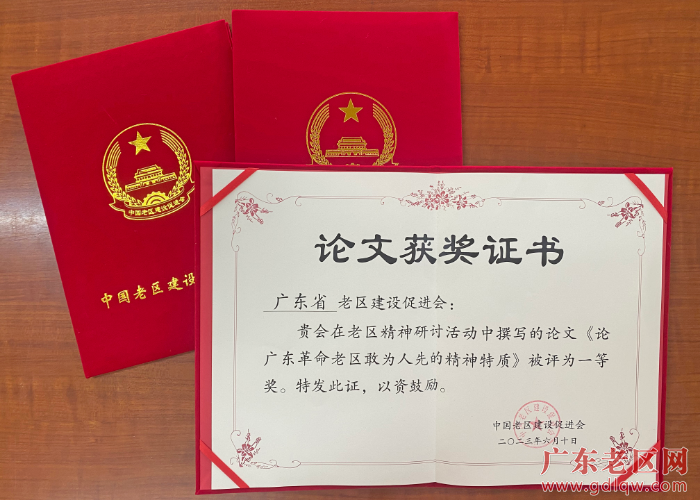 中国老区建设促进会
中国老区建设
论文获奖证书
广东省 老区建设促进会：
贵会在老区精神研讨活动中撰写的论文《论
广东革命老区敢为人先的精神特质》被评为一等
奖。特发此证，以资鼓励。
中国老区建设促进会
二〇二三年六月十日
广东老区网
www.gdlqw.com